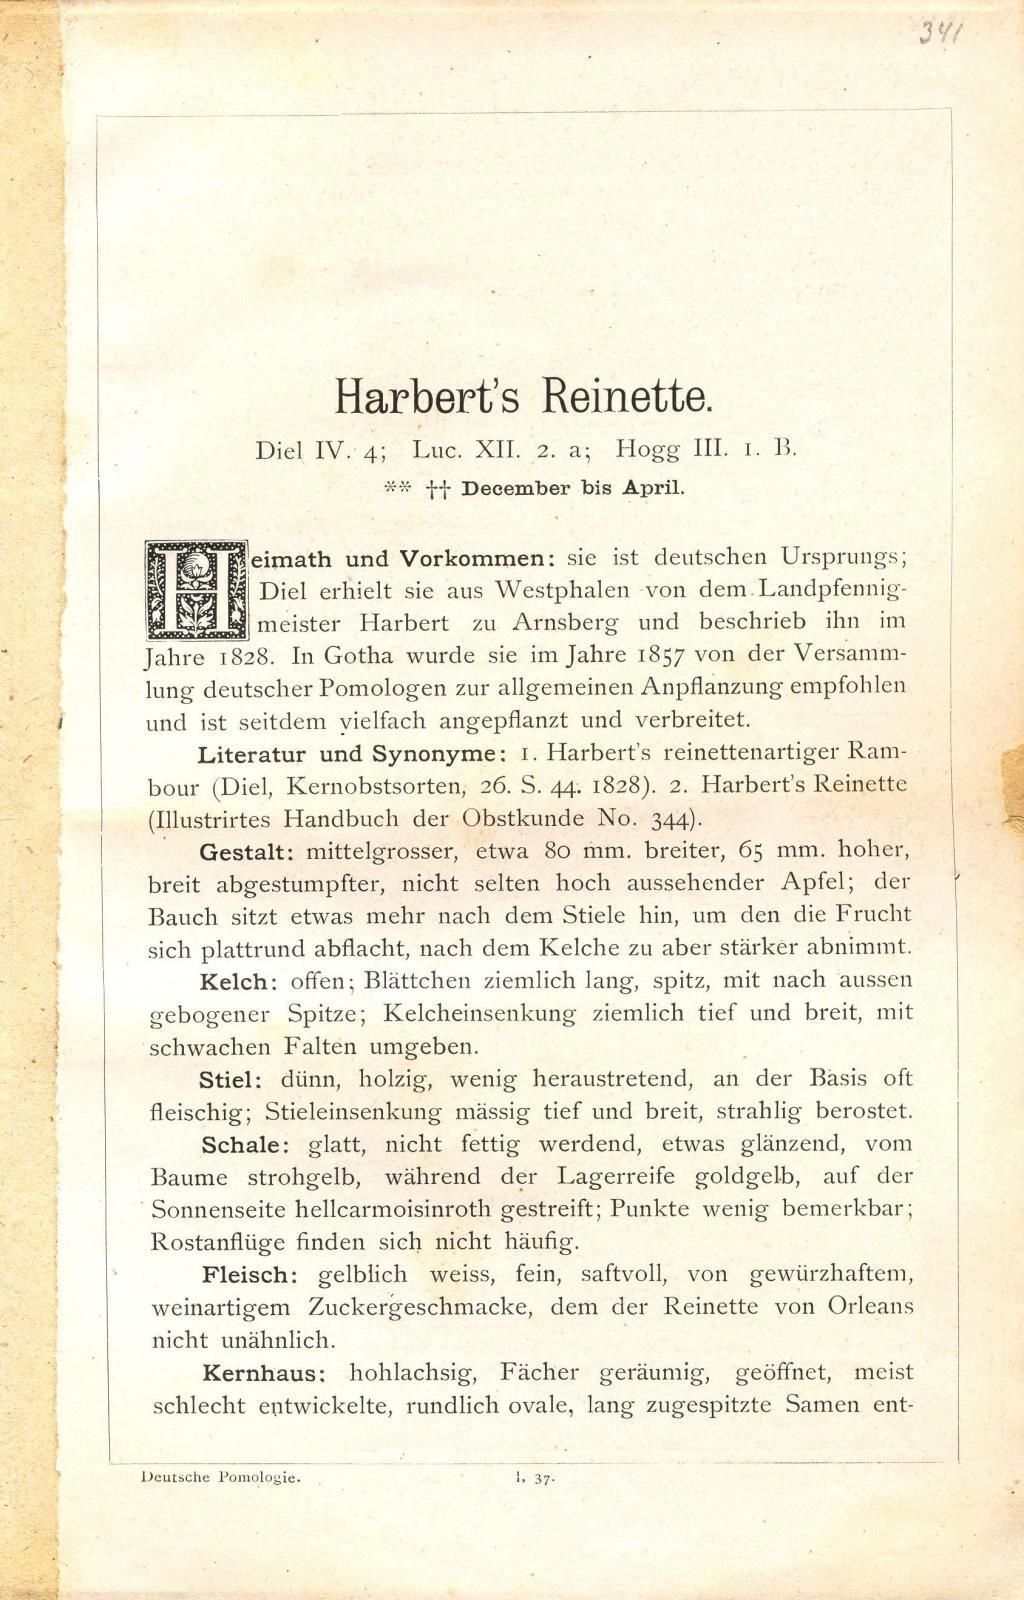 341
Harbert's Reinette.
Diel IV. 4; Luc. XII. 2. a; Hogg III. 1. B.
** †† December bis April.
Heimath und Vorkommen: sie ist deutschen Ursprungs;
Diel erhielt sie aus Westphalen von dem Landpfennig-
meister Harbert zu Arnsberg und beschrieb ihn im
Jahre 1828. In Gotha wurde sie im Jahre 1857 von der Versamm-
lung deutscher Pomologen zur allgemeinen Anpflanzung empfohlen
und ist seitdem vielfach angepflanzt und verbreitet.
Literatur und Synonyme: 1. Harbert's reinettenartiger Ram-
bour (Diel, Kernobstsorten, 26. S. 44. 1828). 2. Harbert's Reinette
(Illustrirtes Handbuch der Obstkunde No. 344).
Gestalt: mittelgrosser, etwa 80 mm. breiter, 65 mm. hoher,
breit abgestumpfter, nicht selten hoch aussehender Apfel; der
Bauch sitzt etwas mehr nach dem Stiele hin, um den die Frucht
sich plattrund abflacht, nach dem Kelche zu aber stärker abnimmt.
Kelch: offen; Blättchen ziemlich lang, spitz, mit nach aussen
gebogener Spitze; Kelcheinsenkung ziemlich tief und breit, mit
schwachen Falten umgeben.
Stiel: dünn, holzig, wenig heraustretend, an der Basis oft
fleischig; Stieleinsenkung mässig tief und breit, strahlig berostet.
Schale: glatt, nicht fettig werdend, etwas glänzend, vom
Baume strohgelb, während der Lagerreife goldgelb, auf der
Sonnenseite hellcarmoisinroth gestreift; Punkte wenig bemerkbar;
Rostanflüge finden sich nicht häufig.
Fleisch: gelblich weiss, fein, saftvoll, von gewürzhaftem,
weinartigem Zuckergeschmacke, dem der Reinette von Orleans
nicht unähnlich.
Kernhaus: hohlachsig, Fächer geräumig, geöffnet, meist
schlecht entwickelte, rundlich ovale, lang zugespitzte Samen ent-
Deutsche Pomologie. I, 37.